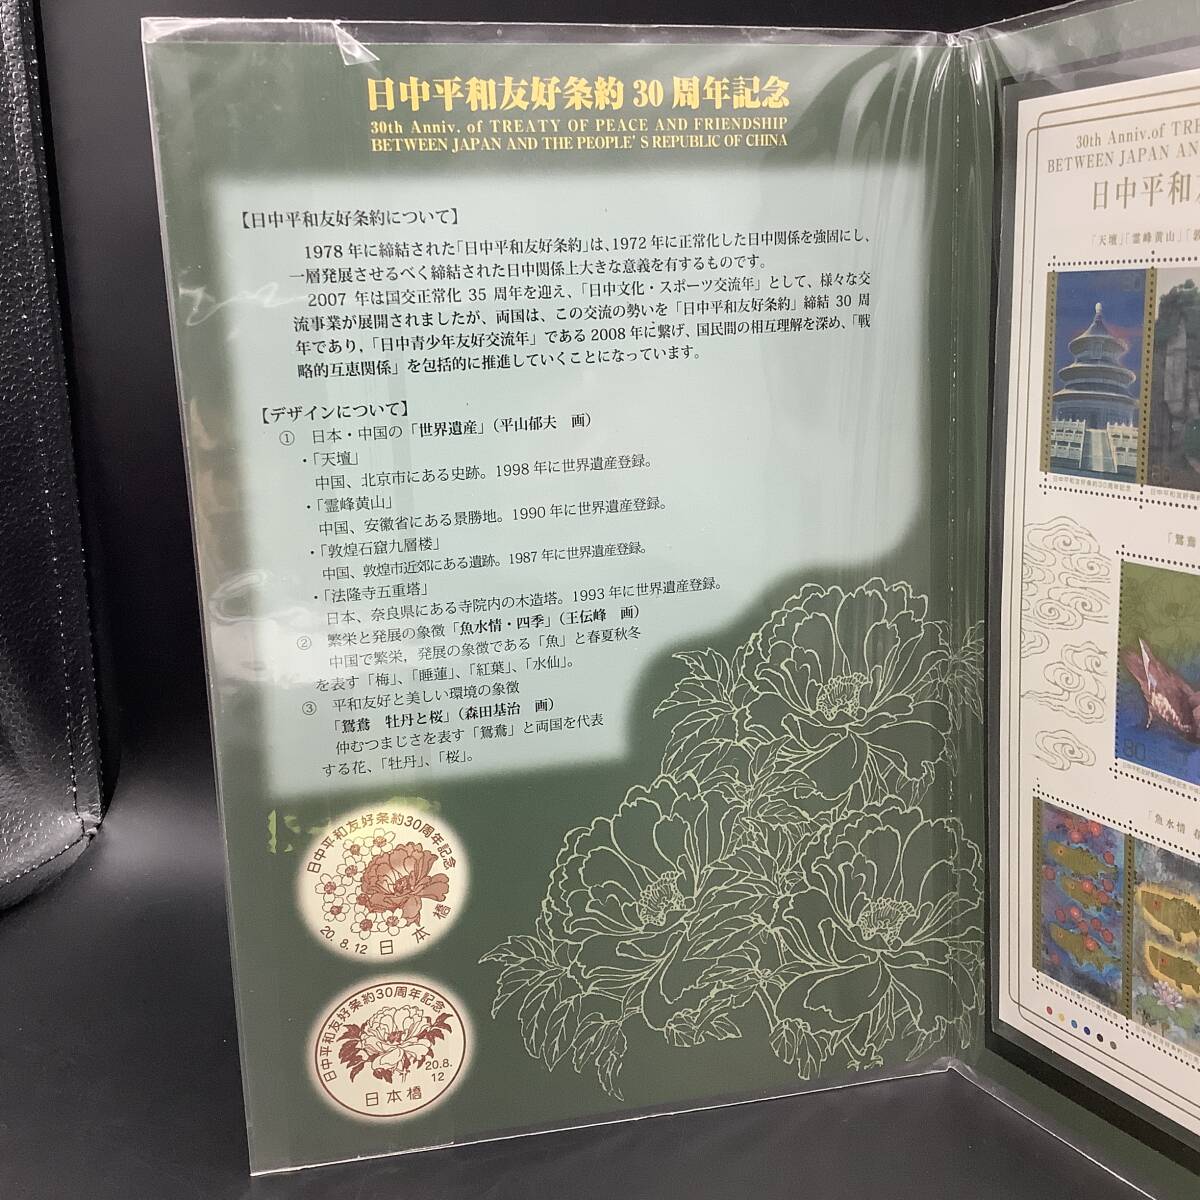 日中平和友好条約 30 周年記念
30th Anniv. of TREATY OF PEACE AND FRIENDSHIP
BETWEEN JAPAN AND THE PEOPLE'S REPUBLIC OF CHINA
【日中平和友好条約について】
1978 年に締結された「日中平和友好条約」は、1972 年に正常化した日中関係を強固にし、
一層発展させるべく締結された日中関係上大きな意義を有するものです。
2007 年は国交正常化 35 周年を迎え、「日中文化・スポーツ交流年」として、様々な交
流事業が展開されましたが、両国は、この交流の勢いを「日中平和友好条約」締結 30 周
年であり，「日中青少年友好交流年」である 2008 年に繋げ、国民間の相互理解を深め、「戦
略的互恵関係」を包括的に推進していくことになっています。
【デザインについて】
① 日本・中国の「世界遺産」（平山郁夫 画）
・「天壇」
中国、北京市にある史跡。1998 年に世界遺産登録。
・「霊峰黄山」
中国、安徽省にある景勝地。1990 年に世界遺産登録。
・「敦煌石窟九層楼」
中国、敦煌市近郊にある遺跡。1987 年に世界遺産登録。
・「法隆寺五重塔」
日本、奈良県にある寺院内の木造塔。1993 年に世界遺産登録。
② 繁栄と発展の象徴「魚水情・四季」（王伝峰 画）
中国で繁栄，発展の象徴である「魚」と春夏秋冬
を表す「梅」、「睡蓮」、「紅葉」、「水仙」。
③ 平和友好と美しい環境の象徴
「鴛鴦 牡丹と桜」（森田基治 画）
仲むつまじさを表す「鴛鴦」と両国を代表
する花、「牡丹」、「桜」。
日中平和友好条約30周年記念
20. 8. 12
日本橋
日中平和友好条約30周年記念
20.8.
12
日本橋
30th Anniv.of TRE
BETWEEN JAPAN AN
日中平和
「天壇」「霊峰黄山」「敦
日中平和友好条約30周年記念
「鴛鴦
80
「魚水情 春